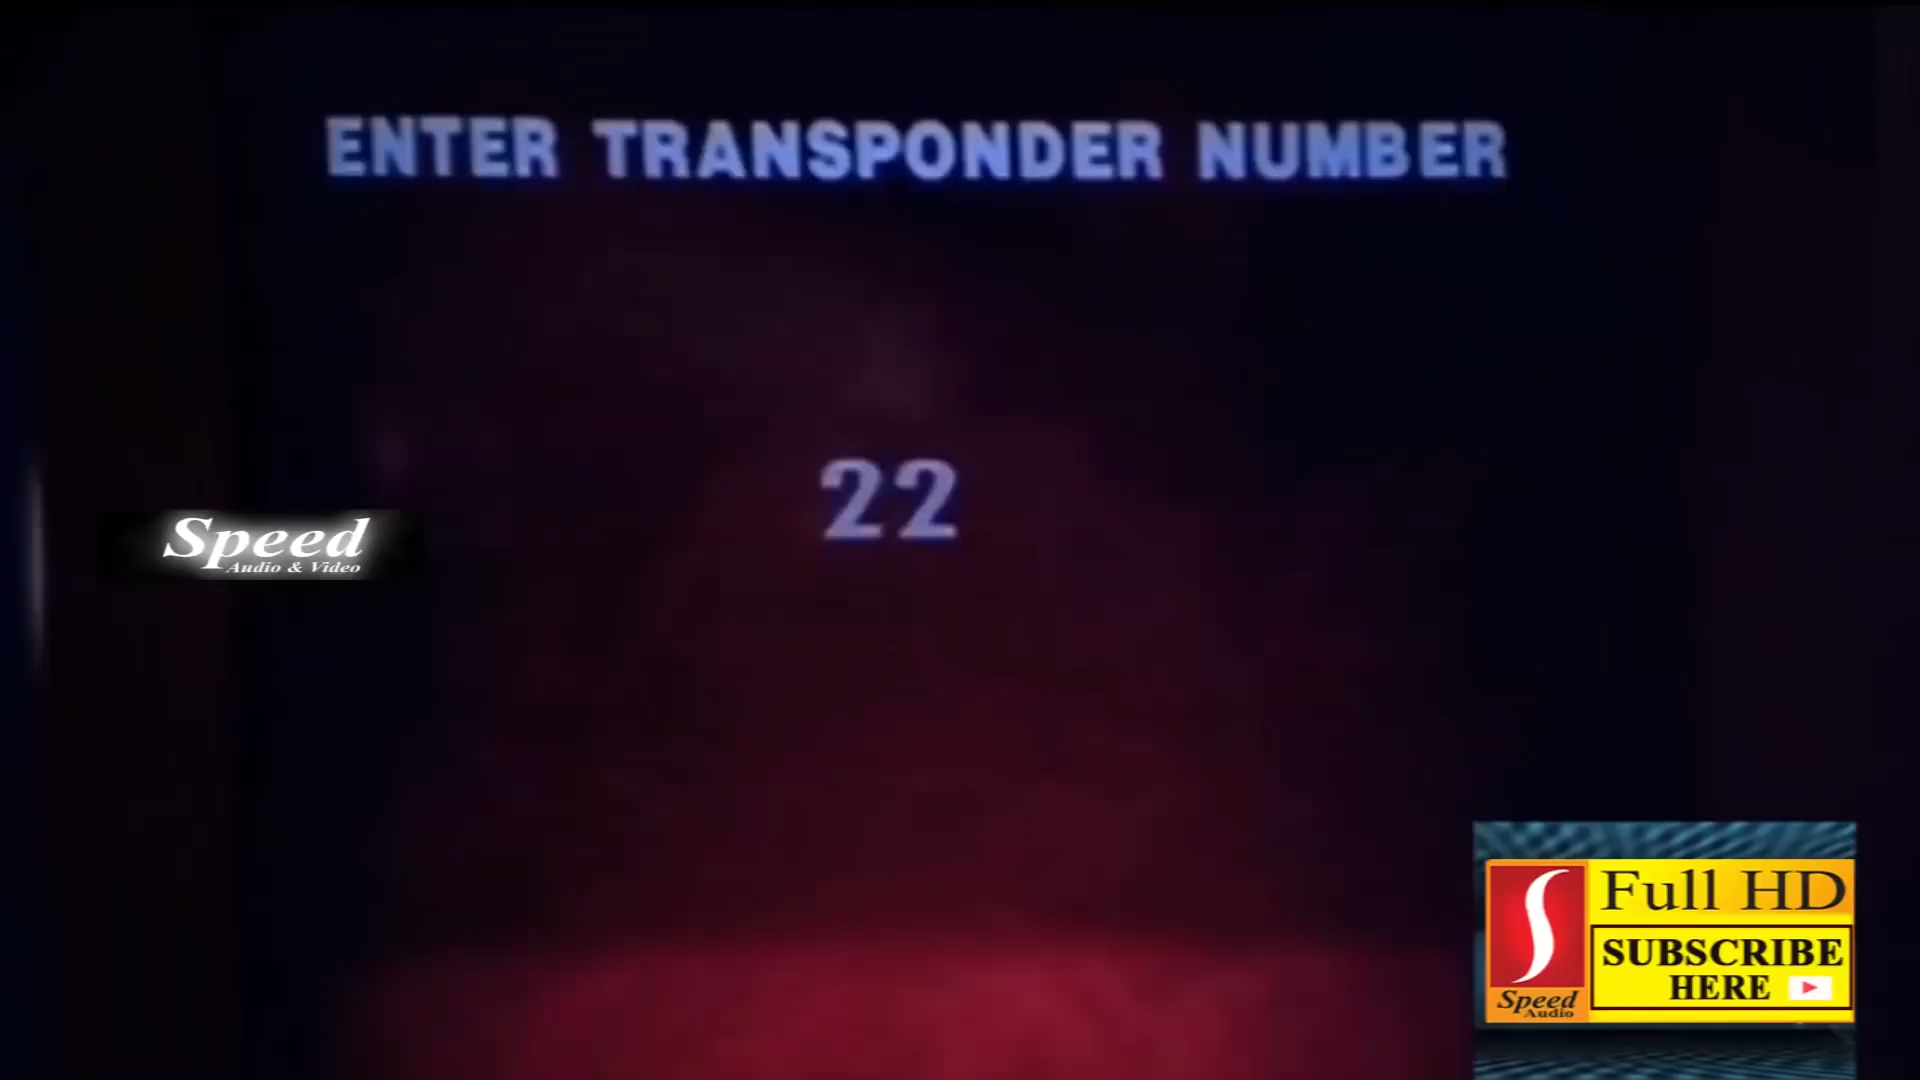 ENTER TRANSPONDER NUMBER
22
Speed
Audio & Video
Full HD
SUBSCRIBE
HERE
Speed
Audio